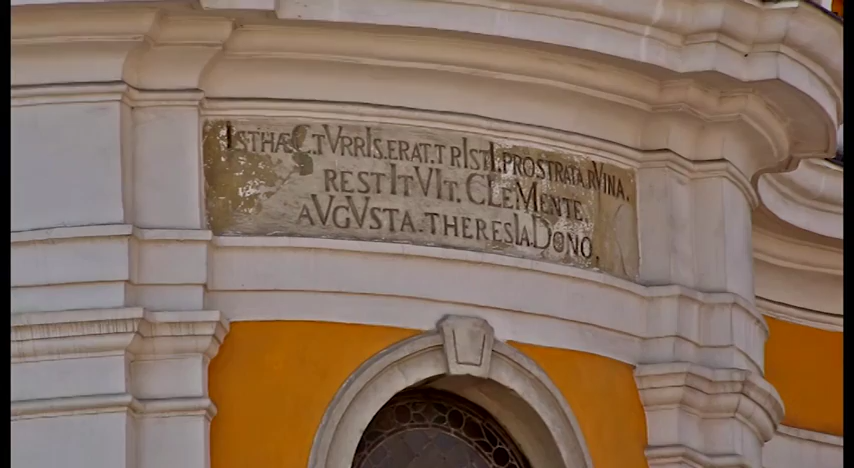 ISTHÆC.TVRRIS.ERAT.TRISTI.PROSTRATA.RVINA.
RESTITVIT.CLEMENTE.
AVGVSTA.THERESIA.DONO.